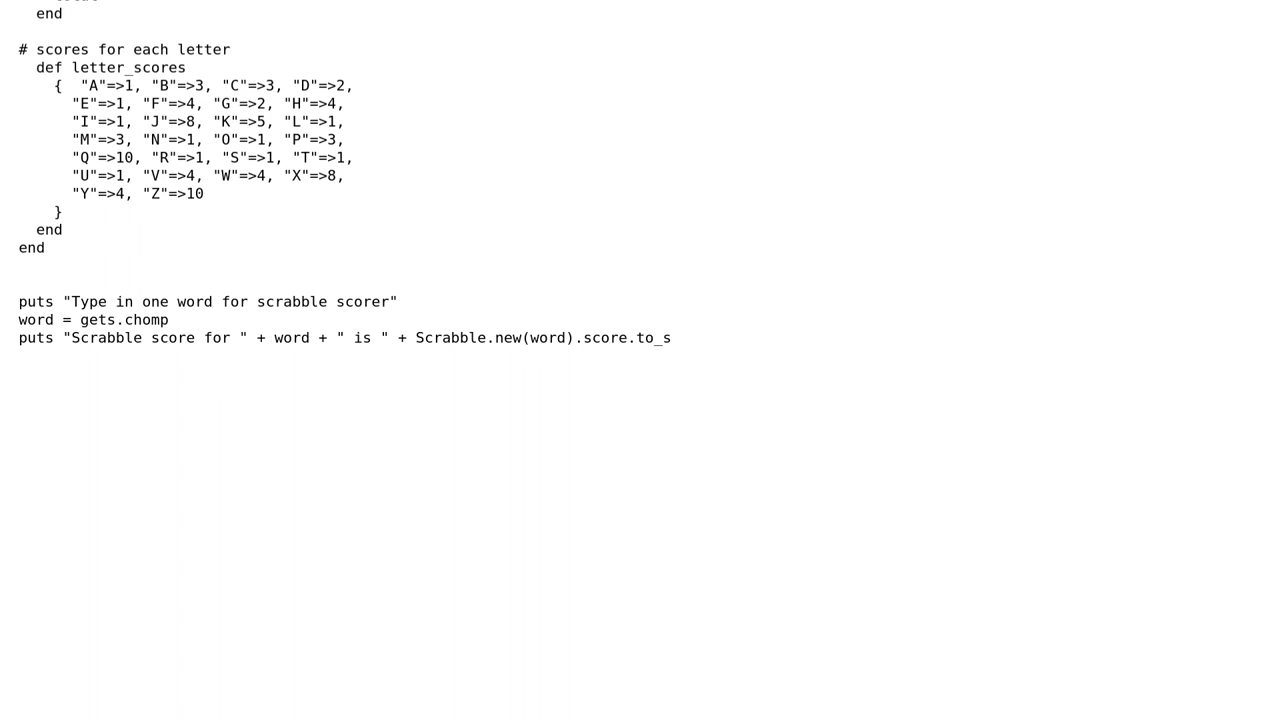 end
# scores for each letter
def letter_scores
{  "A"=>1, "B"=>3, "C"=>3, "D"=>2,
"E"=>1, "F"=>4, "G"=>2, "H"=>4,
"I"=>1, "J"=>8, "K"=>5, "L"=>1,
"M"=>3, "N"=>1, "O"=>1, "P"=>3,
"Q"=>10, "R"=>1, "S"=>1, "T"=>1,
"U"=>1, "V"=>4, "W"=>4, "X"=>8,
"Y"=>4, "Z"=>10
}
end
end
puts "Type in one word for scrabble scorer"
word = gets.chomp
puts "Scrabble score for " + word + " is " + Scrabble.new(word).score.to_s